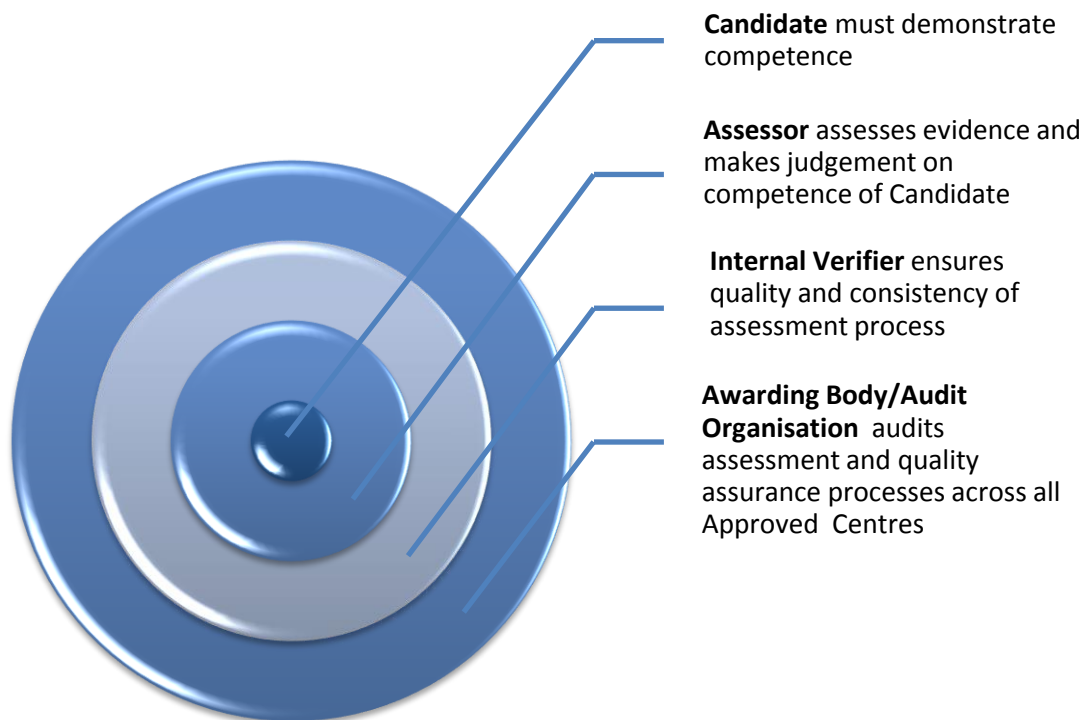 Candidate must demonstrate
competence
Assessor assesses evidence and
makes judgement on
competence of Candidate
Internal Verifier ensures
quality and consistency of
assessment process
Awarding Body/Audit
Organisation audits
assessment and quality
assurance processes across all
Approved Centres